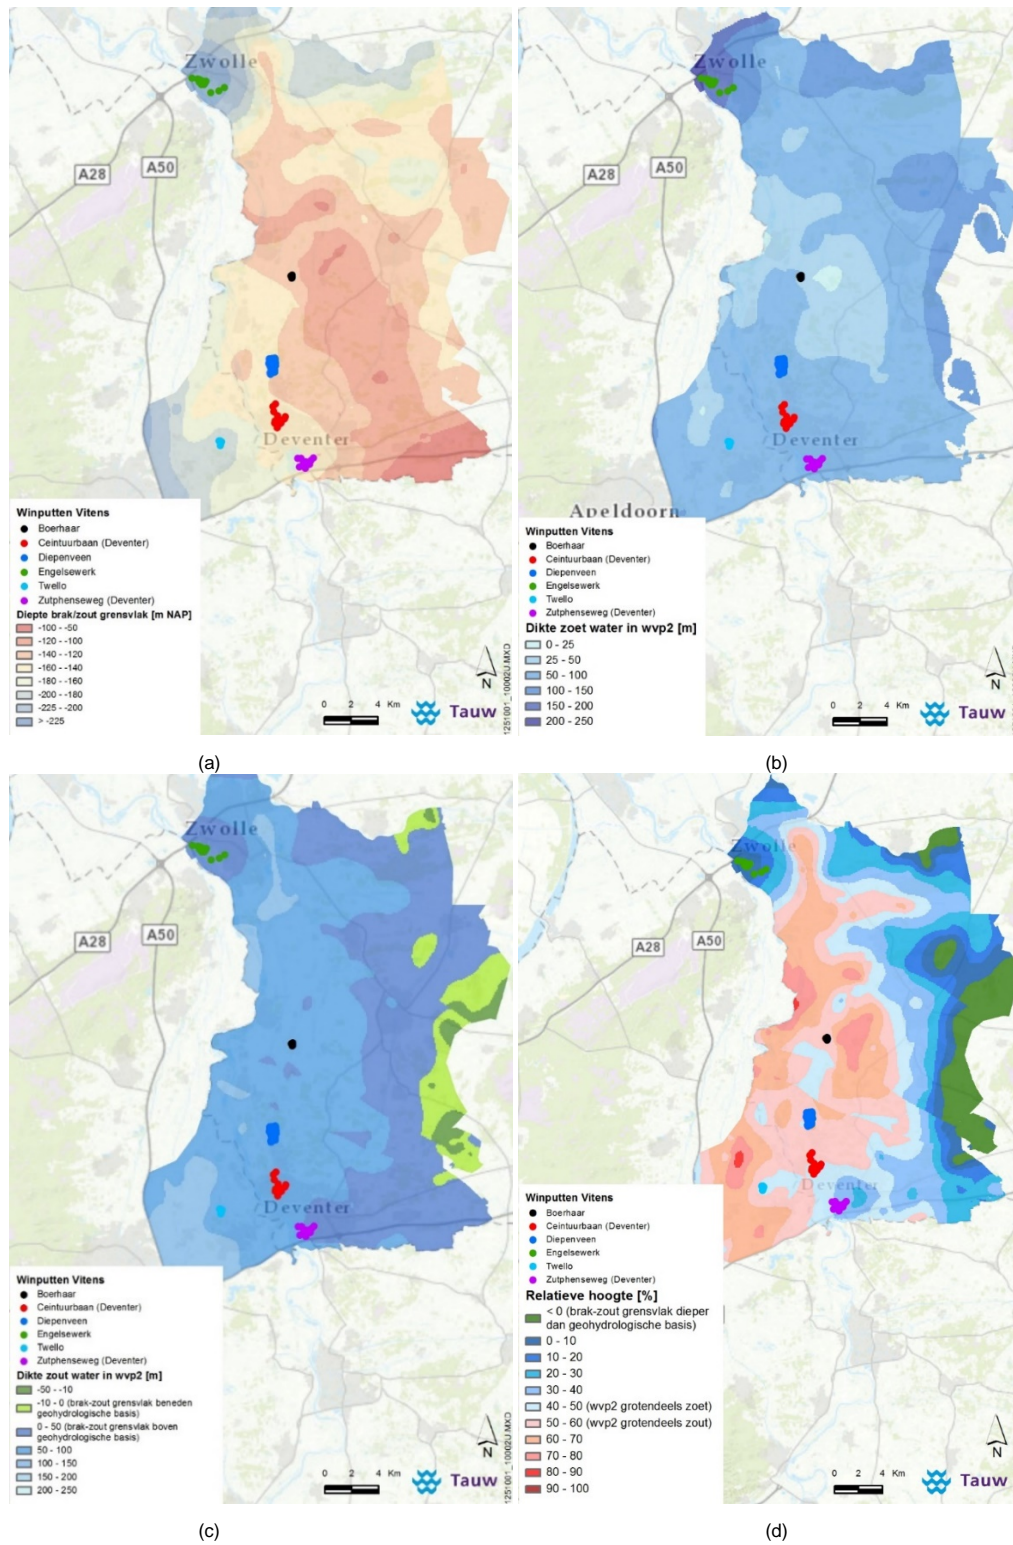 Zwolle
A28
A50
Deventer
Winputten Vitens
Boerhaar
Ceintuurbaan (Deventer)
Diepenveen
Engelsewerk
Twello
Zutphenseweg (Deventer)
Diepte brak/zout grensvlak [m NAP]
-100 - -50
-120 - -100
-140 - -120
-160 - -140
-180 - -160
-200 - -180
-225 - -200
> -225
0 2 4 Km
N
Tauw
1251001_10002U.MXD
(a)
Zwolle
A28
A50
Deventer
Apeldoorn
Winputten Vitens
Boerhaar
Ceintuurbaan (Deventer)
Diepenveen
Engelsewerk
Twello
Zutphenseweg (Deventer)
Dikte zoet water in wvp2 [m]
0 - 25
25 - 50
50 - 100
100 - 150
150 - 200
200 - 250
0 2 4 Km
N
Tauw
(b)
Zwolle
A28
A50
Deventer
Winputten Vitens
Boerhaar
Ceintuurbaan (Deventer)
Diepenveen
Engelsewerk
Twello
Zutphenseweg (Deventer)
Dikte zout water in wvp2 [m]
-50 - -10
-10 - 0 (brak-zout grensvlak beneden
geohydrologische basis)
0 - 50 (brak-zout grensvlak boven
geohydrologische basis)
50 - 100
100 - 150
150 - 200
200 - 250
0 2 4 Km
N
Tauw
1251001_10002U.MXD
(c)
Zwolle
A28
A50
Deventer
Winputten Vitens
Boerhaar
Ceintuurbaan (Deventer)
Diepenveen
Engelsewerk
Twello
Zutphenseweg (Deventer)
Relatieve hoogte [%]
< 0 (brak-zout grensvlak dieper
dan geohydrologische basis)
0 - 10
10 - 20
20 - 30
30 - 40
40 - 50 (wvp2 grotendeels zoet)
50 - 60 (wvp2 grotendeels zout)
60 - 70
70 - 80
80 - 90
90 - 100
0 2 4 Km
N
Tauw
(d)